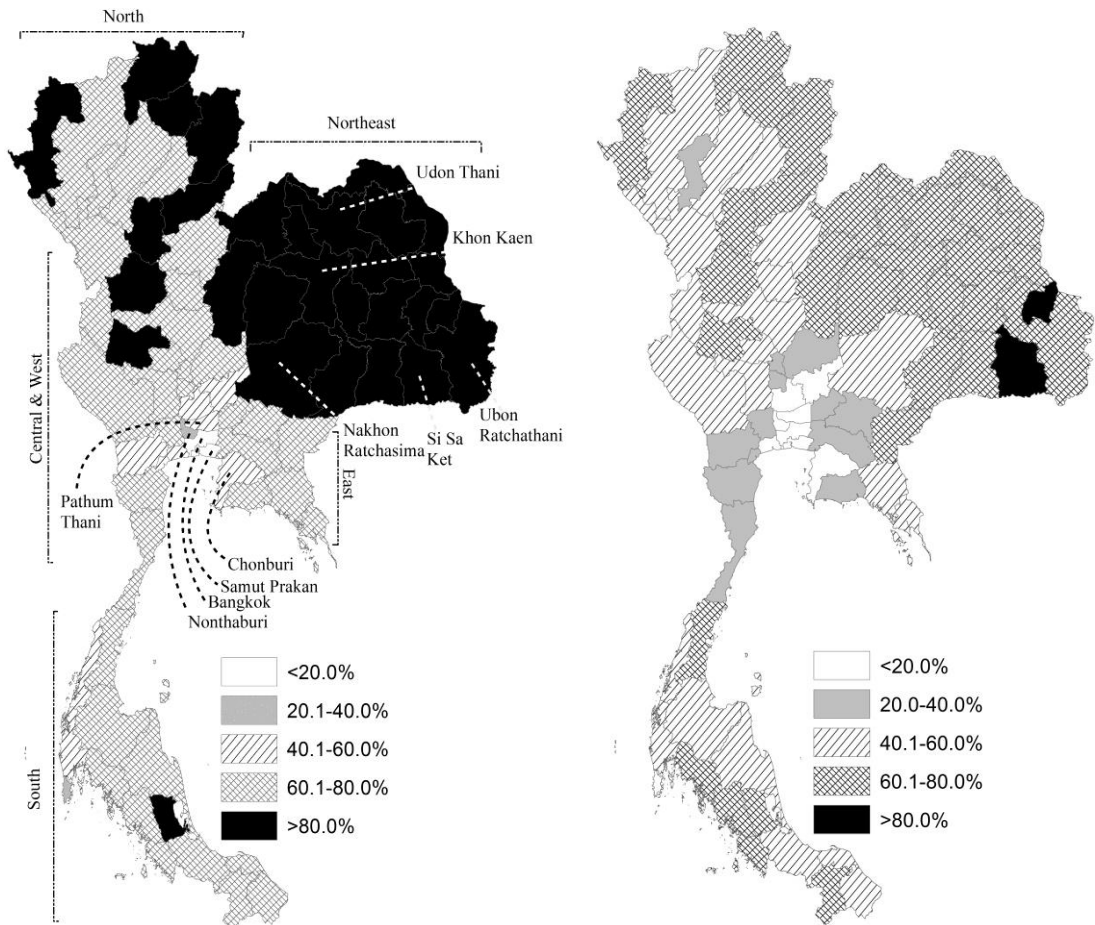 North
Northeast
Udon Thani
Khon Kaen
Central & West
Nakhon
Ratchasima
Si Sa
Ket
Ubon
Ratchathani
East
Pathum
Thani
Chonburi
Samut Prakan
Bangkok
Nonthaburi
South
<20.0%
20.1-40.0%
40.1-60.0%
60.1-80.0%
>80.0%
<20.0%
20.0-40.0%
40.1-60.0%
60.1-80.0%
>80.0%